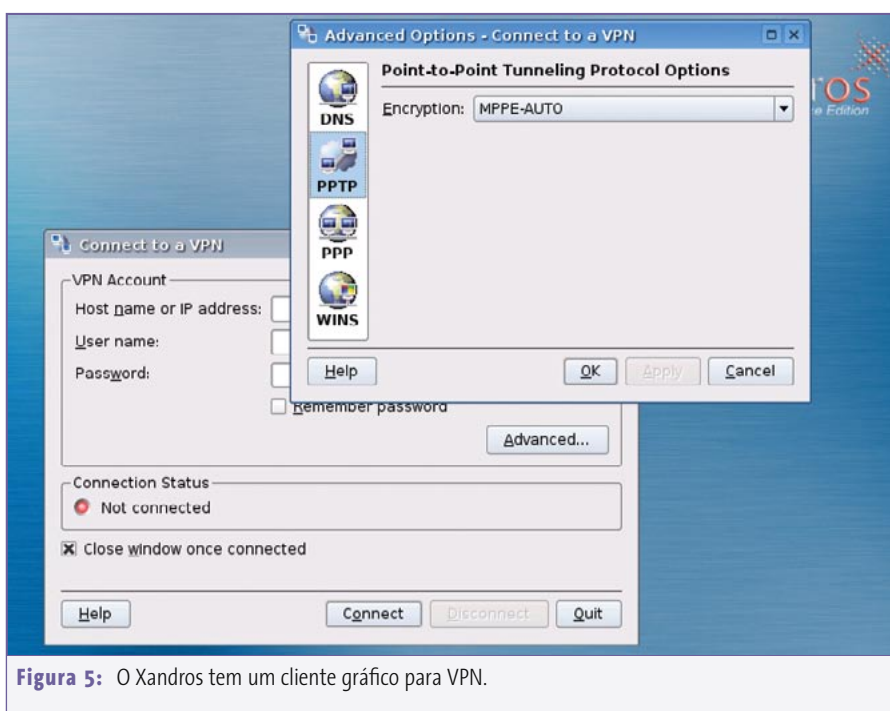 Advanced Options - Connect to a VPN
Point-to-Point Tunneling Protocol Options
DNS
Encryption: MPPE-AUTO
PPTP
PPP
WINS
Help
OK
Apply
Cancel
ros
Edition
Connect to a VPN
VPN Account
Host name or IP address:
User name:
Password:
Remember password
Advanced...
Connection Status
Not connected
Close window once connected
Help
Connect
Disconnect
Quit
Figura 5: O Xandros tem um cliente gráfico para VPN.